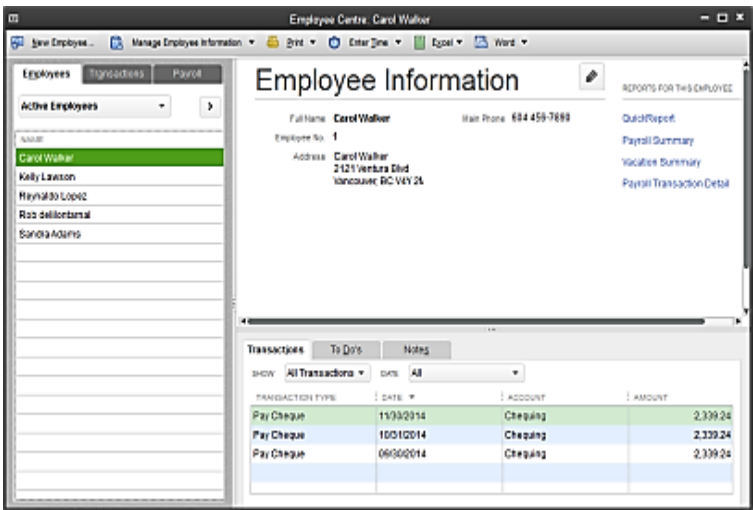 Employee Centre: Carol Walker
New Employee... Manage Employee Information Print Enter Time Excel Word
Employees Transactions Payroll
Active Employees
NAME
Carol Walker
Kelly Lawson
Reynaldo Lopez
Rob
Sandra Adams
Employee Information
Full Name Carol Walker
Main Phone 604 456-7890
Employee No. 1
Address Carol Walker
2121 Ventura Blvd
Vancouver, BC
REPORTS FOR THIS EMPLOYEE
QuickReport
Payroll Summary
Vacation Summary
Payroll Transaction Detail
Transactions To Do's Notes
SHOW All Transactions DATE All
TRANSACTION TYPE DATE ACCOUNT AMOUNT
Pay Cheque 11/30/2014 Chequing 2,339.24
Pay Cheque 10/31/2014 Chequing 2,339.24
Pay Cheque 09/30/2014 Chequing 2,339.24